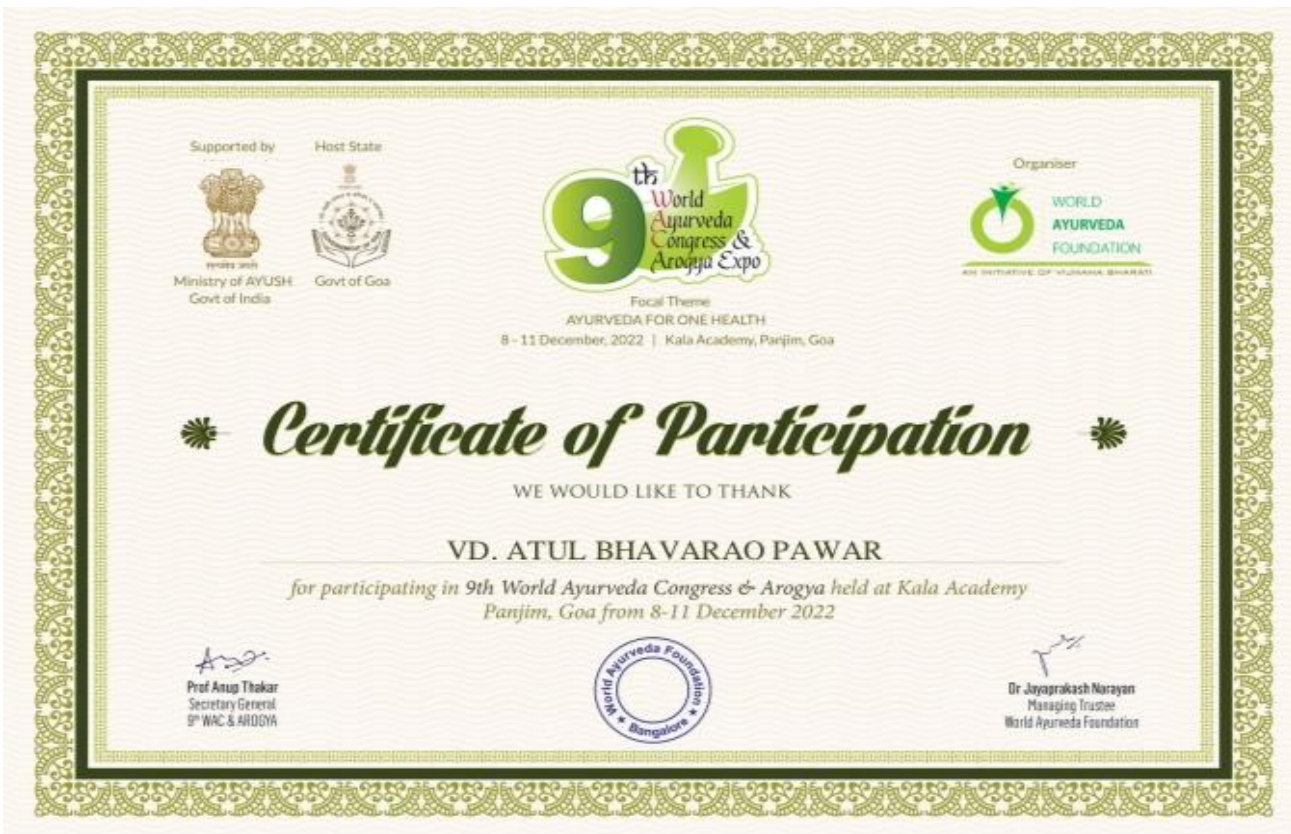 Supported by
Host State
सत्यमेव जयते
Ministry of AYUSH
Govt of India
Govt of Goa
9th
World
Ayurveda
Congress &
Arogya Expo
Focal Theme
AYURVEDA FOR ONE HEALTH
8 - 11 December, 2022 | Kala Academy, Panjim, Goa
Organiser
WORLD
AYURVEDA
FOUNDATION
AN INITIATIVE OF VIJNANA BHARATI
Certificate of Participation
WE WOULD LIKE TO THANK
VD. ATUL BHAVARAO PAWAR
for participating in 9th World Ayurveda Congress & Arogya held at Kala Academy
Panjim, Goa from 8-11 December 2022
Prof Anup Thakar
Secretary General
9th WAC & AROGYA
World Ayurveda Foundation
★ Bangalore ★
Dr Jayaprakash Narayan
Managing Trustee
World Ayurveda Foundation